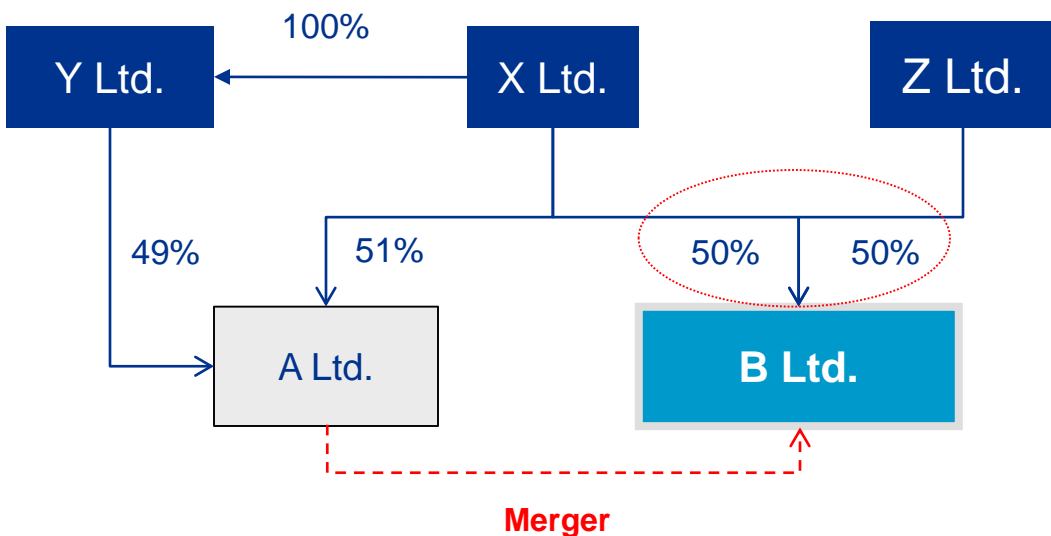 100%
Y Ltd.
X Ltd.
Z Ltd.
49%
51%
50%
50%
A Ltd.
B Ltd.
Merger